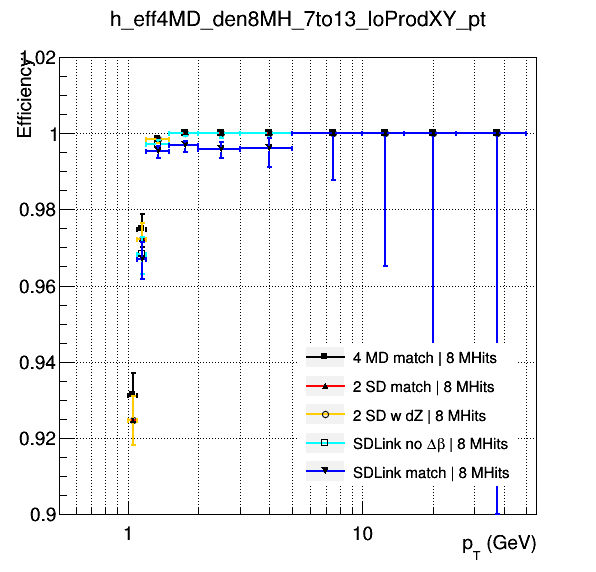 h_eff4MD_den8MH_7to13_loProdXY_pt
Efficiency
1.02
1
0.98
0.96
0.94
0.92
0.9
4 MD match | 8 MHits
2 SD match | 8 MHits
2 SD w dZ | 8 MHits
SDLink no Δβ | 8 MHits
SDLink match | 8 MHits
1
10
p_T (GeV)